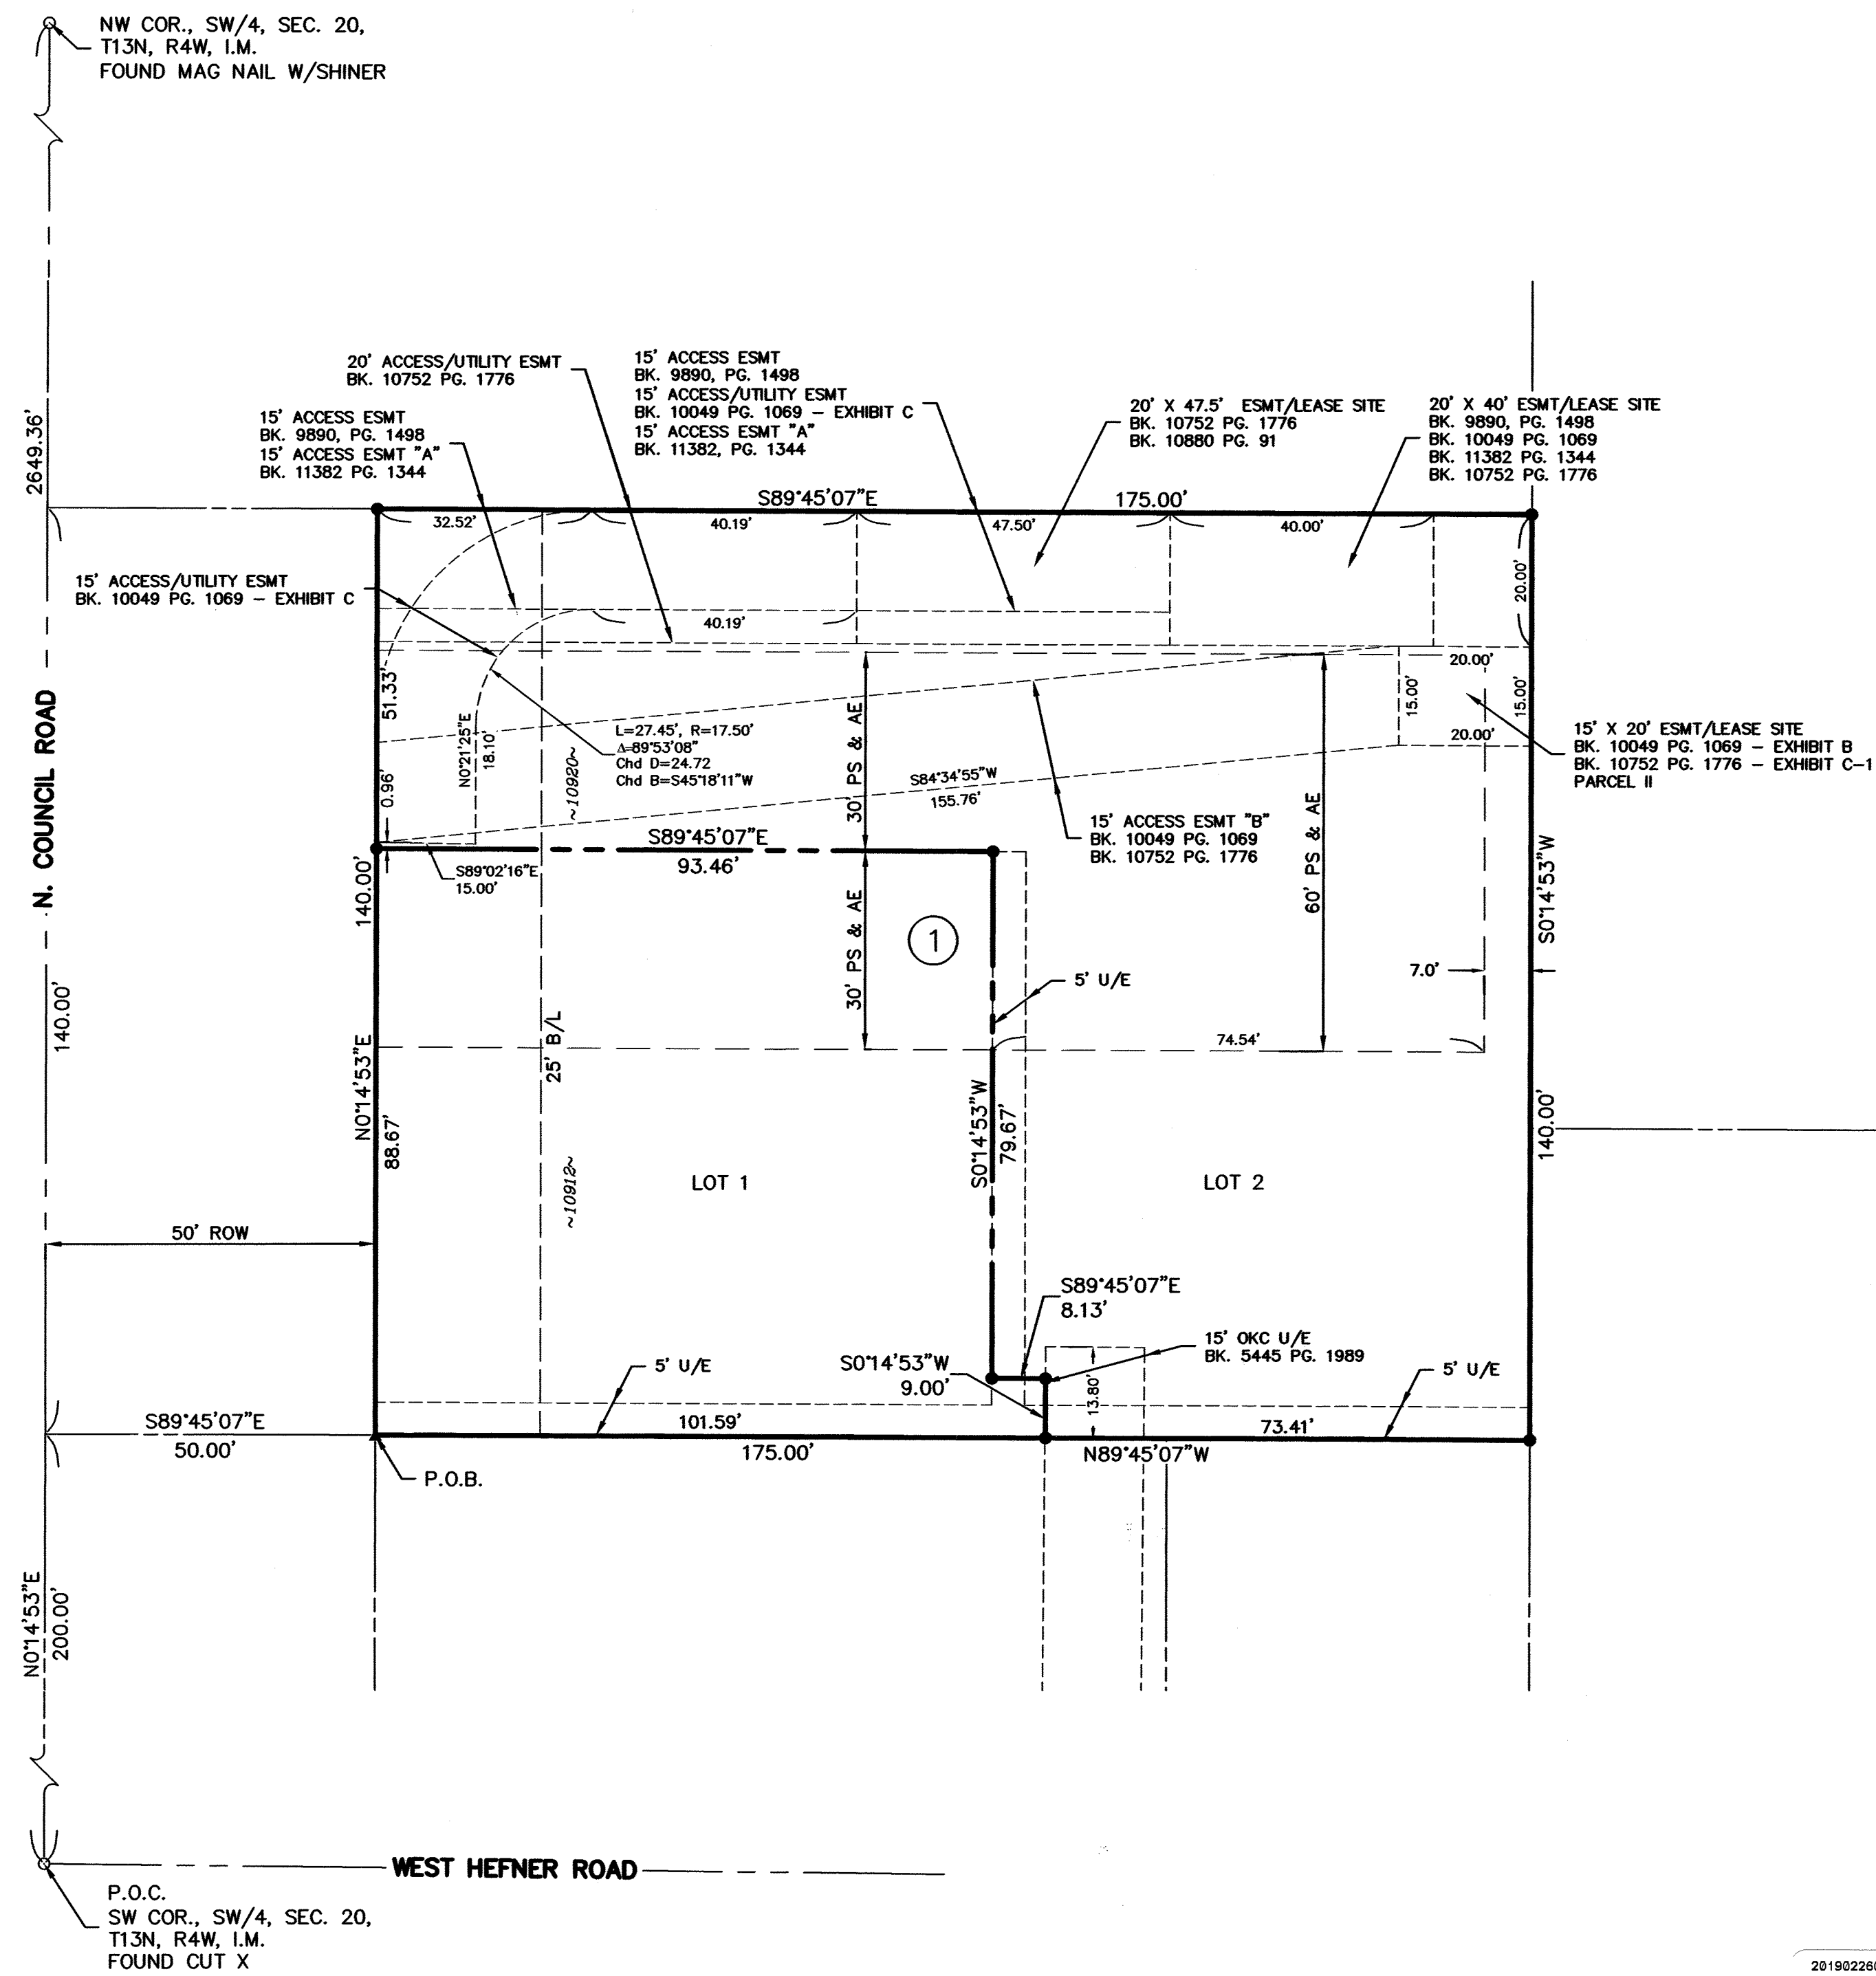 NW COR., SW/4, SEC. 20,
T13N, R4W, I.M.
FOUND MAG NAIL W/SHINER
2649.36'
N. COUNCIL ROAD
20' ACCESS/UTILITY ESMT
BK. 10752 PG. 1776
15' ACCESS ESMT
BK. 9890, PG. 1498
15' ACCESS/UTILITY ESMT
BK. 10049 PG. 1069 – EXHIBIT C
15' ACCESS ESMT "A"
BK. 11382, PG. 1344
15' ACCESS ESMT
BK. 9890, PG. 1498
15' ACCESS ESMT "A"
BK. 11382 PG. 1344
20' X 47.5' ESMT/LEASE SITE
BK. 10752 PG. 1776
BK. 10880 PG. 91
20' X 40' ESMT/LEASE SITE
BK. 9890, PG. 1498
BK. 10049 PG. 1069
BK. 11382 PG. 1344
BK. 10752 PG. 1776
S89°45'07"E 175.00'
32.52' 40.19' 47.50' 40.00'
20.00'
15' ACCESS/UTILITY ESMT
BK. 10049 PG. 1069 – EXHIBIT C
40.19'
51.33'
0.96'
N0°21'25"E
18.10'
~10920~
L=27.45', R=17.50'
Δ=89°53'08"
Chd D=24.72
Chd B=S45°18'11"W
30' PS & AE
S84°34'55"W
155.76'
20.00'
15.00'
15.00'
20.00'
15' X 20' ESMT/LEASE SITE
BK. 10049 PG. 1069 – EXHIBIT B
BK. 10752 PG. 1776 – EXHIBIT C–1
PARCEL II
15' ACCESS ESMT "B"
BK. 10049 PG. 1069
BK. 10752 PG. 1776
60' PS & AE
S89°45'07"E
93.46'
S89°02'16"E
15.00'
140.00'
30' PS & AE
1
S0°14'53"W
7.0'
5' U/E
140.00'
74.54'
25' B/L
N0°14'53"E
88.67'
S0°14'53"W
79.67'
140.00'
~10912~
LOT 1
LOT 2
50' ROW
S89°45'07"E
8.13'
15' OKC U/E
BK. 5445 PG. 1989
S0°14'53"W
9.00'
13.80'
5' U/E
5' U/E
S89°45'07"E
50.00'
101.59'
73.41'
175.00'
N89°45'07"W
P.O.B.
N0°14'53"E
200.00'
WEST HEFNER ROAD
P.O.C.
SW COR., SW/4, SEC. 20,
T13N, R4W, I.M.
FOUND CUT X